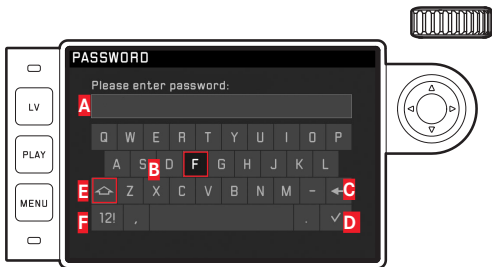 PASSWORD
Please enter password:
A
LV
Q W E R T Y U I O P
PLAY
A S B D F G H J K L
E Z X C V B N M - C
MENU
F 12! , . D